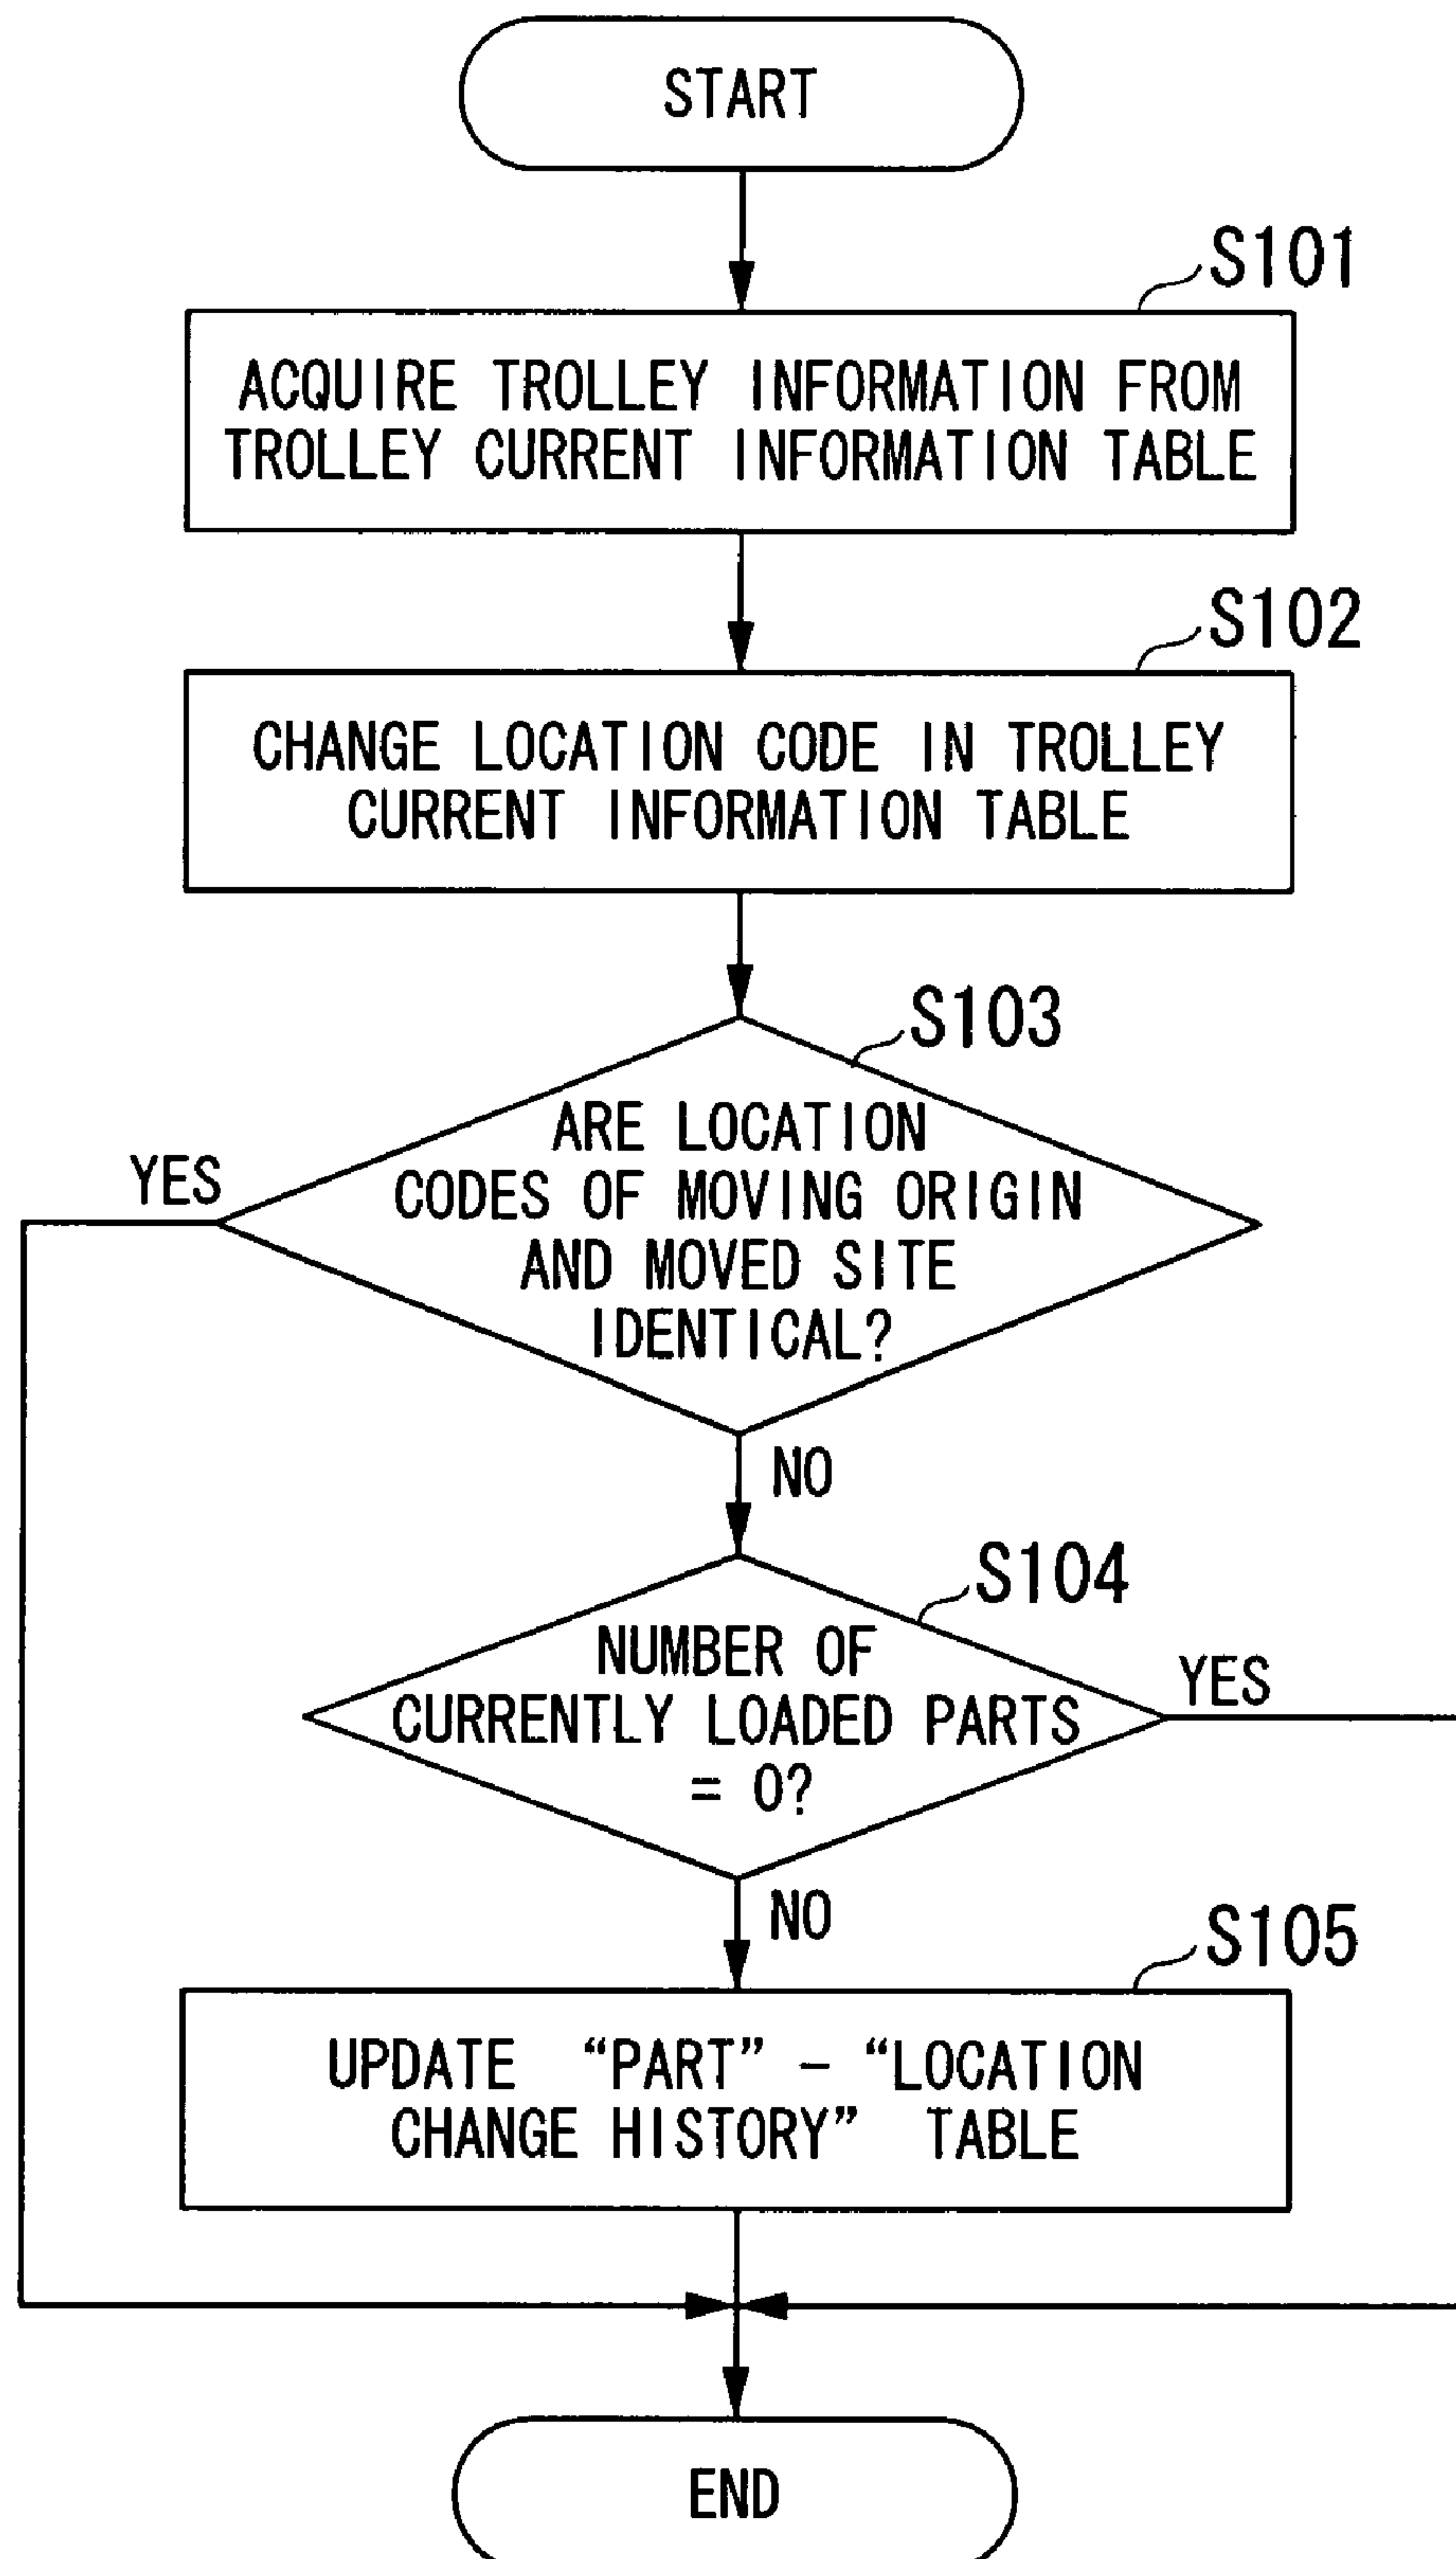 START
S101
ACQUIRE TROLLEY INFORMATION FROM
TROLLEY CURRENT INFORMATION TABLE
S102
CHANGE LOCATION CODE IN TROLLEY
CURRENT INFORMATION TABLE
S103
ARE LOCATION
CODES OF MOVING ORIGIN
AND MOVED SITE
IDENTICAL?
YES
NO
S104
NUMBER OF
CURRENTLY LOADED PARTS
= 0?
YES
NO
S105
UPDATE “PART” – “LOCATION
CHANGE HISTORY” TABLE
END